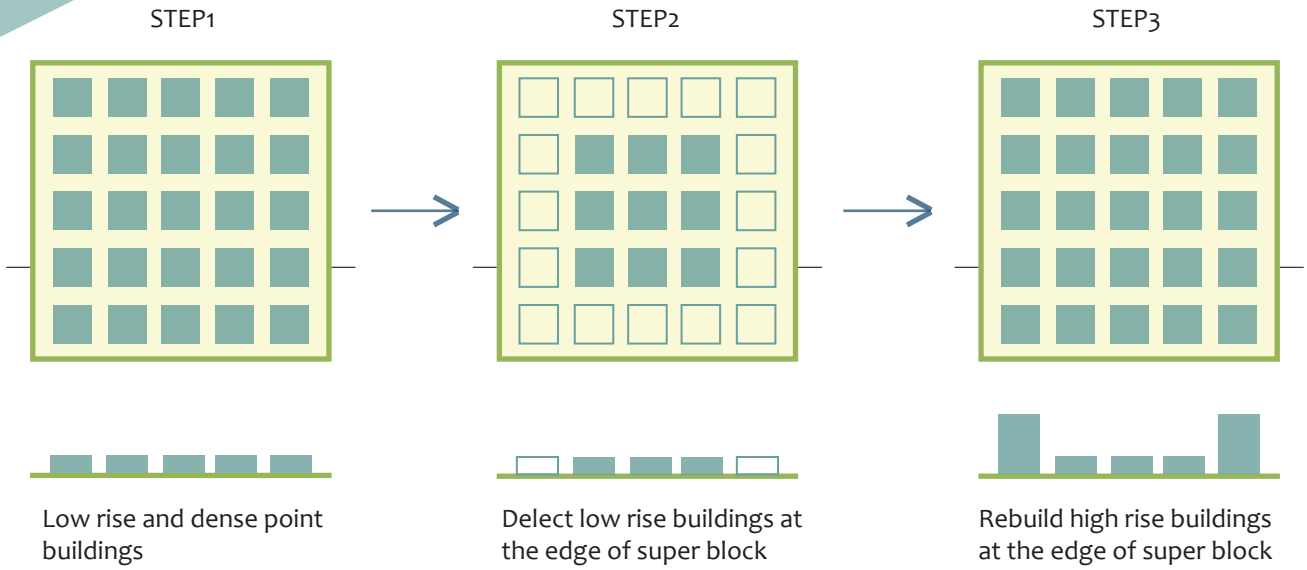 STEP1
STEP2
STEP3
Low rise and dense point
buildings
Delect low rise buildings at
the edge of super block
Rebuild high rise buildings
at the edge of super block